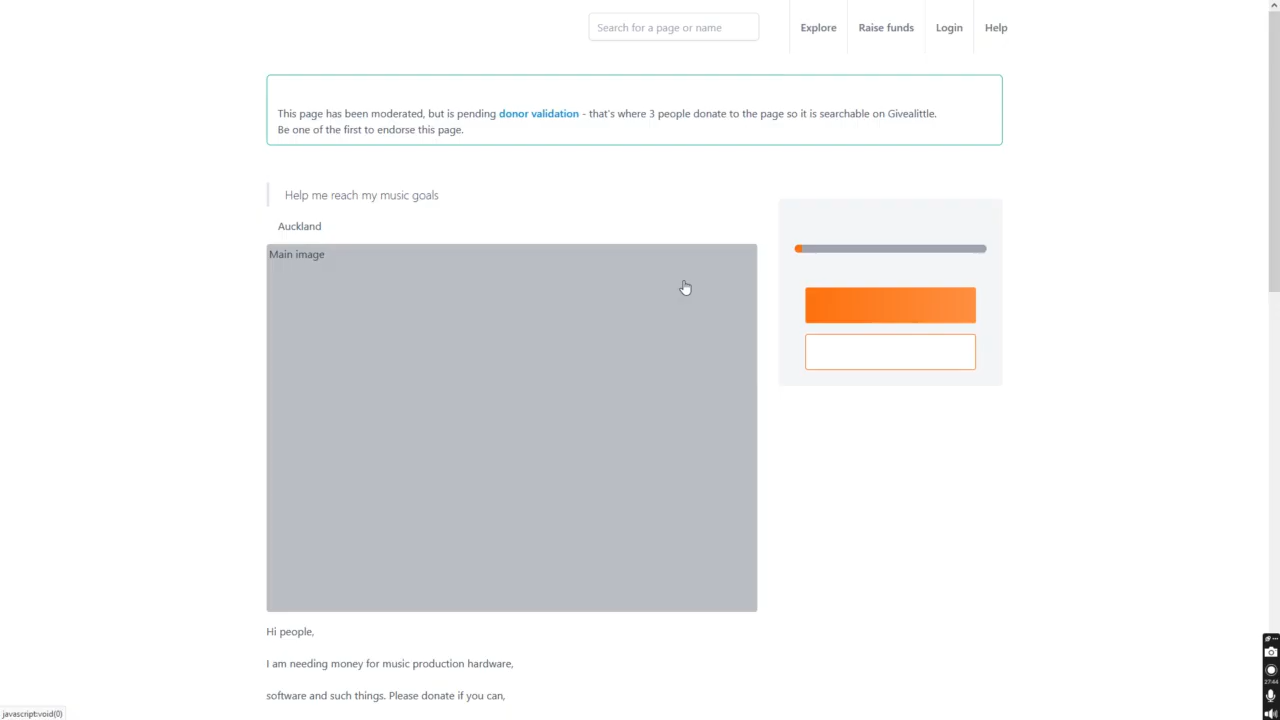 Search for a page or name
Explore
Raise funds
Login
Help
This page has been moderated, but is pending donor validation - that's where 3 people donate to the page so it is searchable on Givealittle.
Be one of the first to endorse this page.
Help me reach my music goals
Auckland
Main image
Hi people,
I am needing money for music production hardware,
software and such things. Please donate if you can,
27:44
javascript:void(0)